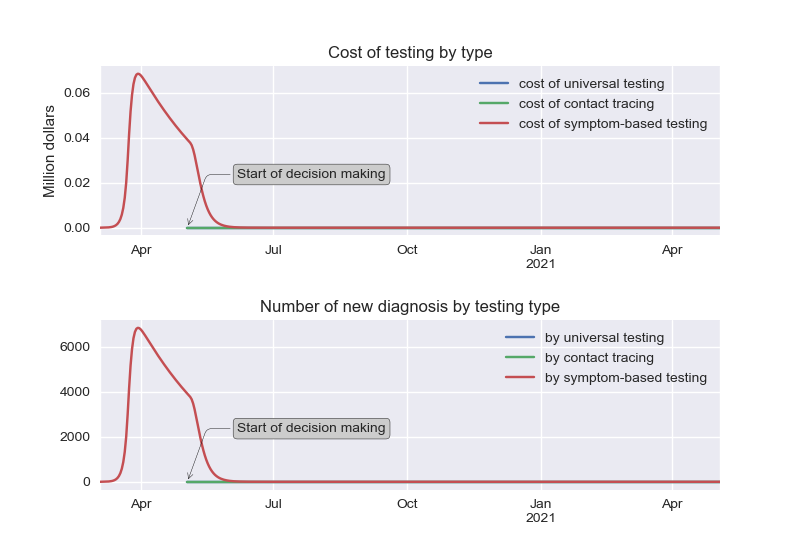 Cost of testing by type
Million dollars
0.06
0.04
0.02
0.00
cost of universal testing
cost of contact tracing
cost of symptom-based testing
Start of decision making
Apr
Jul
Oct
Jan
2021
Apr
Number of new diagnosis by testing type
6000
4000
2000
0
by universal testing
by contact tracing
by symptom-based testing
Start of decision making
Apr
Jul
Oct
Jan
2021
Apr